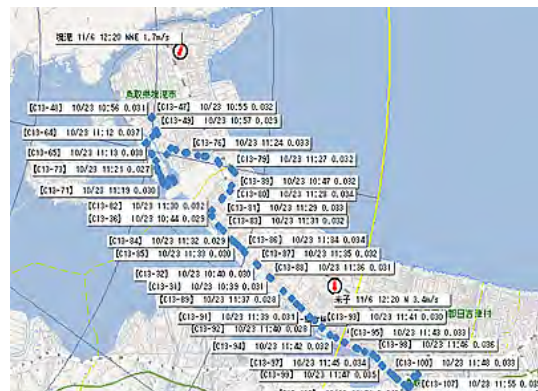 境港 11/6 12:20 NNE 1.7m/s
鳥取県境港市
【C13-48】 10/23 10:56 0.031
【C13-47】 10/23 10:55 0.032
【C13-49】 10/23 10:57 0.029
【C13-64】 10/23 11:12 0.037
【C13-76】 10/23 11:24 0.033
【C13-65】 10/23 11:13 0.038
【C13-79】 10/23 11:27 0.032
【C13-73】 10/23 11:21 0.027
【C13-39】 10/23 10:47 0.032
【C13-71】 10/23 11:19 0.030
【C13-80】 10/23 11:28 0.034
【C13-82】 10/23 11:30 0.032
【C13-81】 10/23 11:29 0.033
【C13-36】 10/23 10:44 0.029
【C13-83】 10/23 11:31 0.032
【C13-84】 10/23 11:32 0.029
【C13-86】 10/23 11:34 0.034
【C13-85】 10/23 11:33 0.030
【C13-87】 10/23 11:35 0.032
【C13-88】 10/23 11:36 0.031
【C13-32】 10/23 10:40 0.030
【C13-31】 10/23 10:39 0.031
【C13-89】 10/23 11:37 0.028
米子 11/6 12:20 N 3.4m/s
【C13-91】 10/23 11:39 0.031
【C13-93】 10/23 11:41 0.030
【C13-92】 10/23 11:40 0.028
【C13-95】 10/23 11:43 0.033
【C13-94】 10/23 11:42 0.032
【C13-98】 10/23 11:46 0.036
【C13-97】 10/23 11:45 0.034
【C13-100】 10/23 11:48 0.033
【C13-99】 10/23 11:47 0.035
【C13-107】 10/23 11:55 0.03